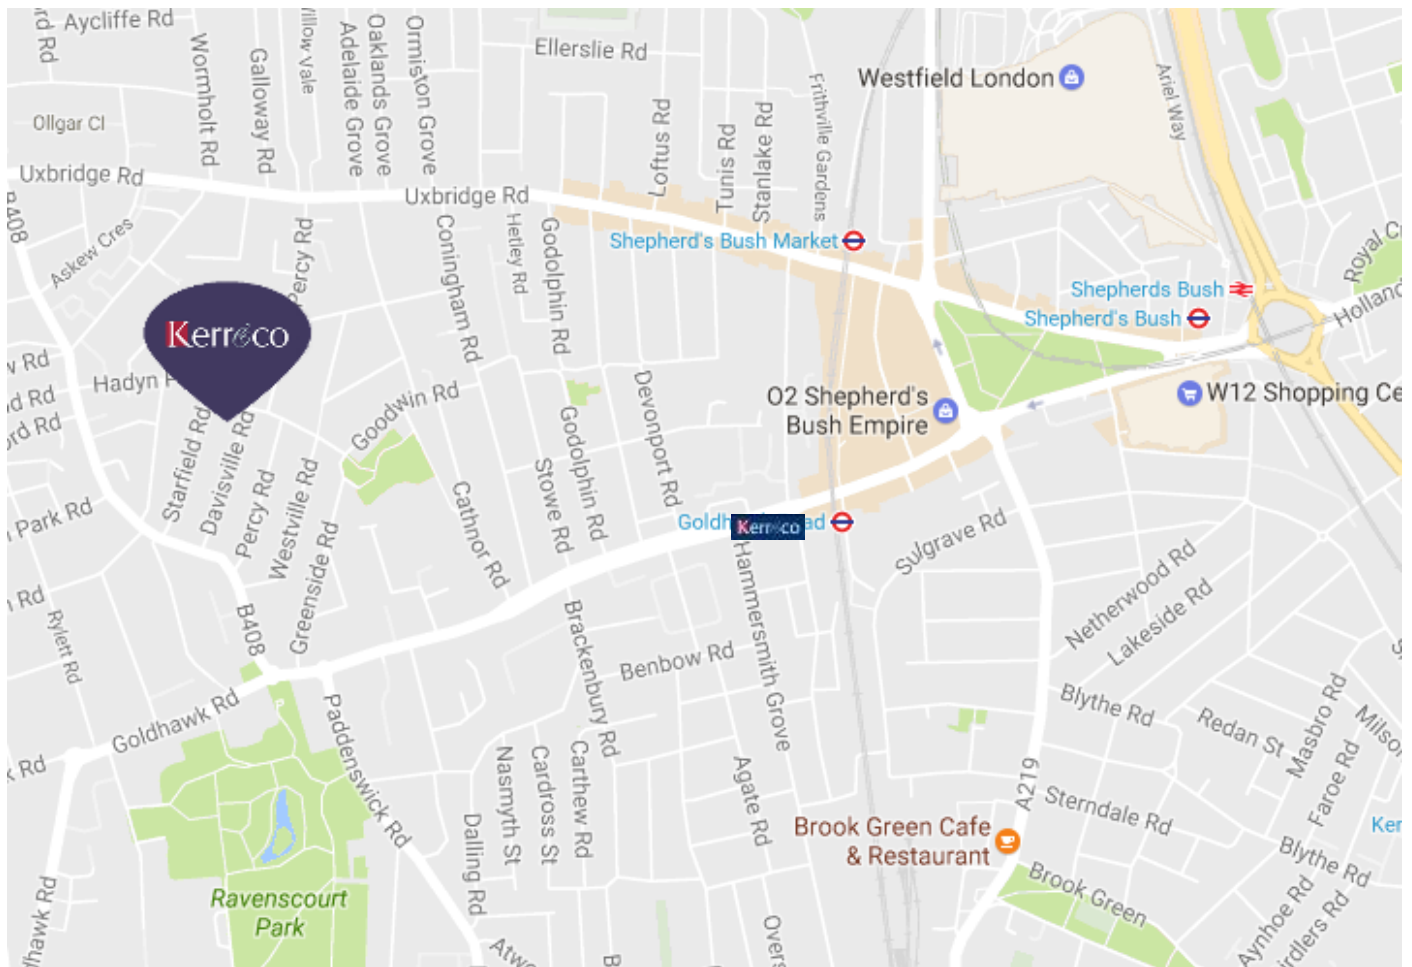 Aycliffe Rd
Wormholt Rd
Galloway Rd
Willow Vale
Adelaide Grove
Oaklands Grove
Ormiston Grove
Ellerslie Rd
Loftus Rd
Tunis Rd
Stanlake Rd
Frithville Gardens
Westfield London
Ariel Way
Ollgar Cl
Uxbridge Rd
Uxbridge Rd
B408
Askew Cres
Percy Rd
Coningham Rd
Hetley Rd
Godolphin Rd
Shepherd's Bush Market
Shepherds Bush
Shepherd's Bush
Royal
Holland
Kerr&co
Hadyn
Goodwin Rd
Devonport Rd
O2 Shepherd's
Bush Empire
W12 Shopping
Starfield Rd
Davisville Rd
Percy Rd
Westville Rd
Greenside Rd
Cathnor Rd
Stowe Rd
Godolphin Rd
Park Rd
Kerr&co
Sulgrave Rd
Netherwood Rd
Lakeside Rd
Rylett Rd
B408
Brackenbury Rd
Benbow Rd
Hammersmith Grove
Blythe Rd
Redan St
Masbro Rd
Goldhawk Rd
Paddenswick Rd
Nasmyth St
Cardross St
Carthew Rd
Dalling Rd
Agate Rd
A219
Sterndale Rd
Faroe Rd
Brook Green Cafe
& Restaurant
Blythe Rd
Brook Green
Aynhoe Rd
Ravenscourt
Park